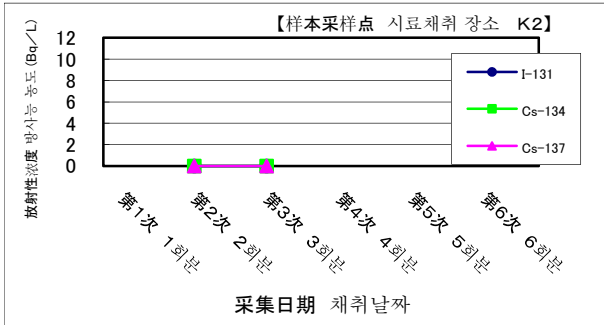 【样本采样点 시료채취 장소 K2】
放射性浓度 방사능 농도(Bq/L)
12
10
8
6
4
2
0
I-131
Cs-134
Cs-137
第1次 1회분
第2次 2회분
第3次 3회분
第4次 4회분
第5次 5회분
第6次 6회분
采集日期 채취날짜